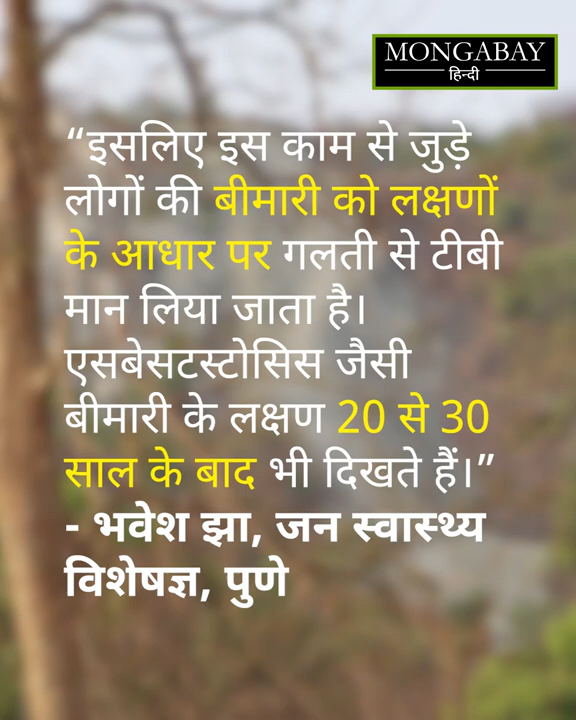 MONGABAY
हिन्दी
“इसलिए इस काम से जुड़े
लोगों की बीमारी को लक्षणों
के आधार पर गलती से टीबी
मान लिया जाता है।
एसबेसटस्टोसिस जैसी
बीमारी के लक्षण 20 से 30
साल के बाद भी दिखते हैं।”
- भवेश झा, जन स्वास्थ्य
विशेषज्ञ, पुणे